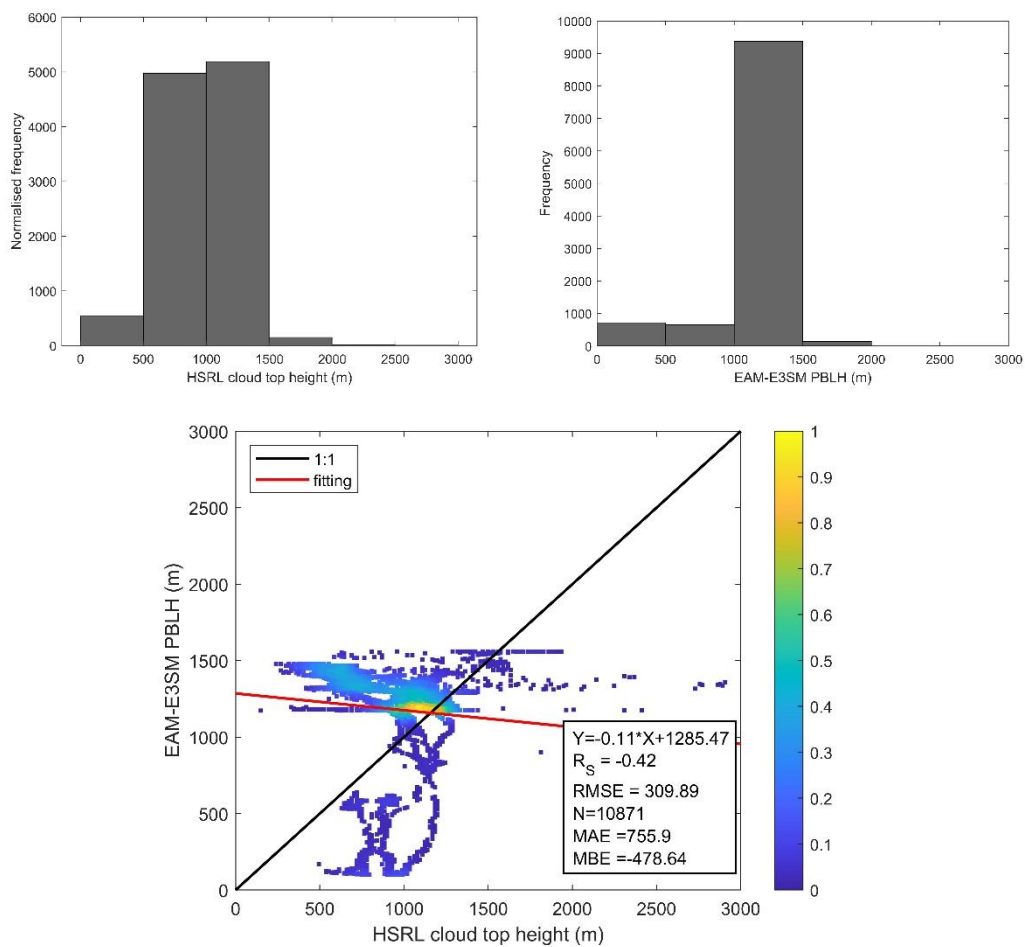 6000
5000
4000
3000
2000
1000
0
Normalised frequency
0 500 1000 1500 2000 2500 3000
HSRL cloud top height (m)
10000
9000
8000
7000
6000
5000
4000
3000
2000
1000
0
Frequency
0 500 1000 1500 2000 2500 3000
EAM-E3SM PBLH (m)
3000
2500
2000
1500
1000
500
0
EAM-E3SM PBLH (m)
1:1
fitting
Y=-0.11*X+1285.47
R_S = -0.42
RMSE = 309.89
N=10871
MAE =755.9
MBE =-478.64
0 500 1000 1500 2000 2500 3000
HSRL cloud top height (m)
1
0.9
0.8
0.7
0.6
0.5
0.4
0.3
0.2
0.1
0